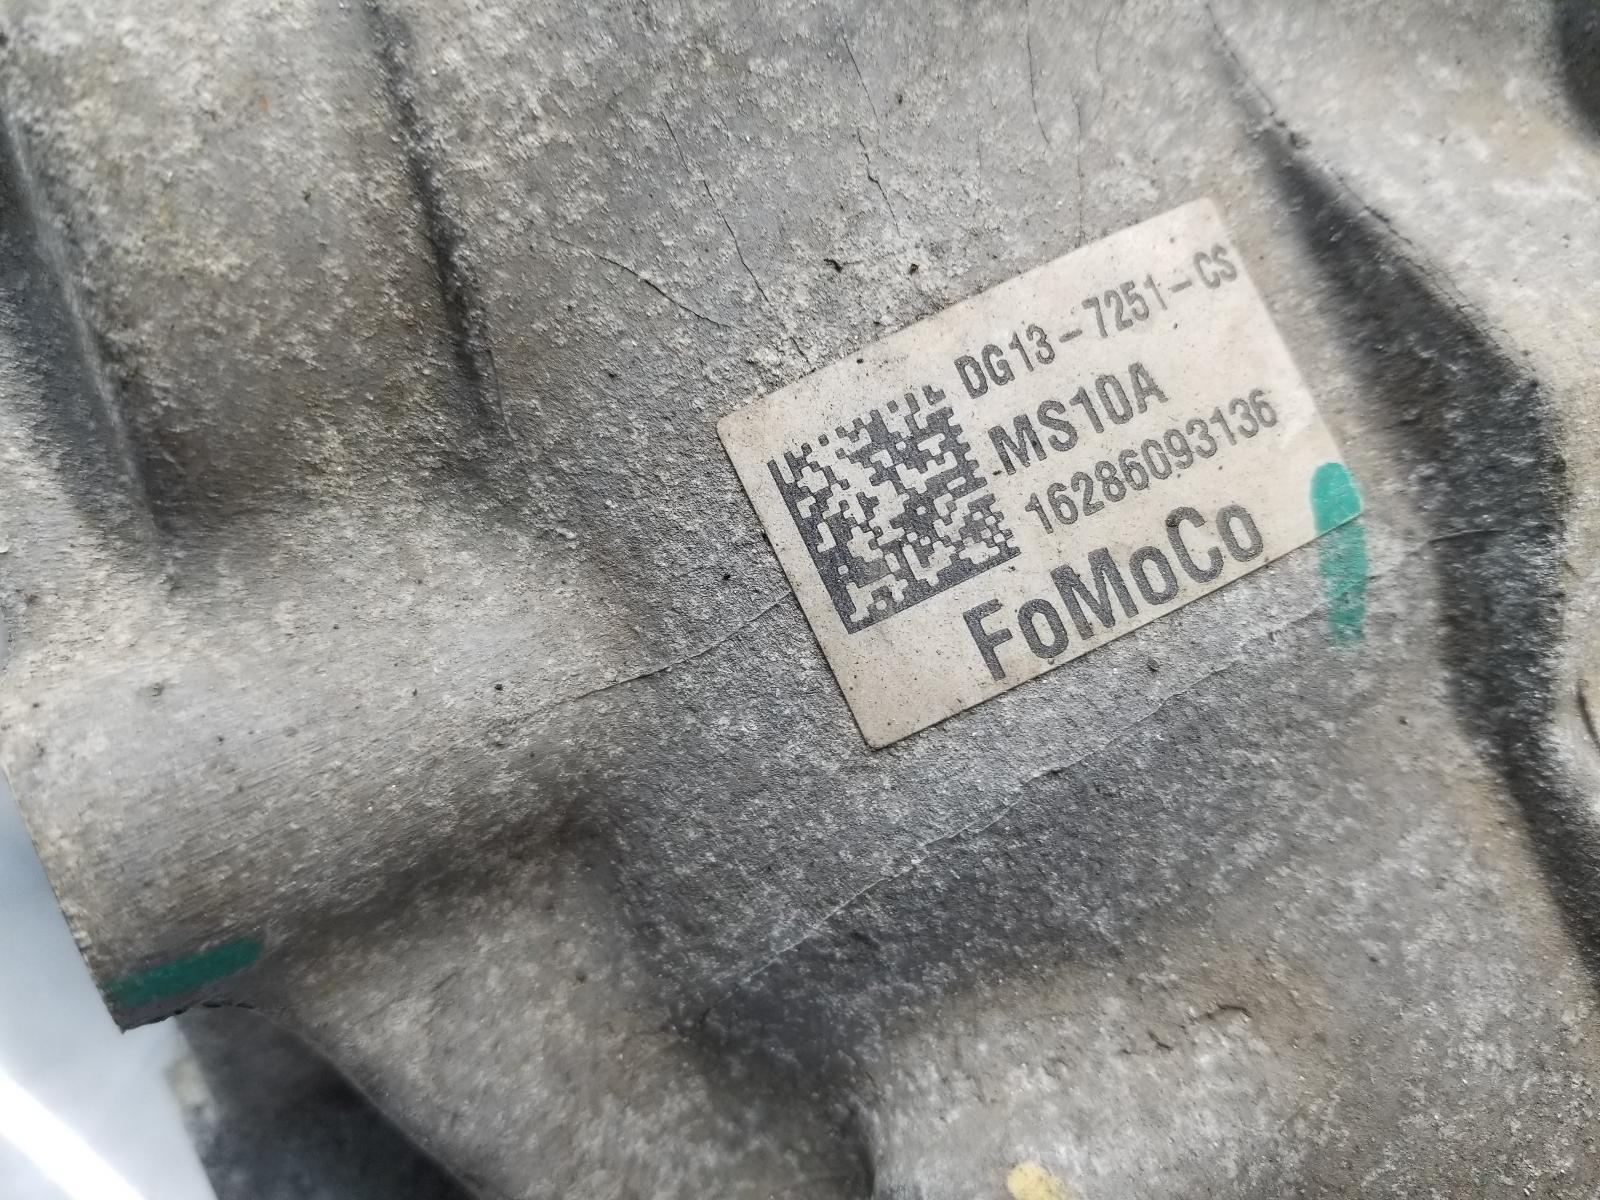 DG13-7251-CS
MS10A
16286093136
FoMoCo